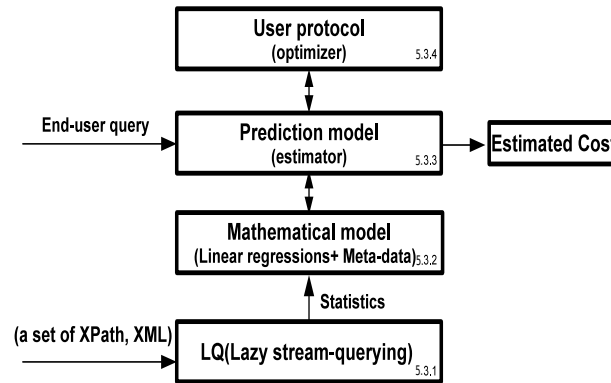 User protocol
(optimizer)
5.3.4
End-user query
Prediction model
(estimator)
5.3.3
Estimated Cost
Mathematical model
(Linear regressions+ Meta-data)
5.3.2
Statistics
(a set of XPath, XML)
LQ(Lazy stream-querying)
5.3.1